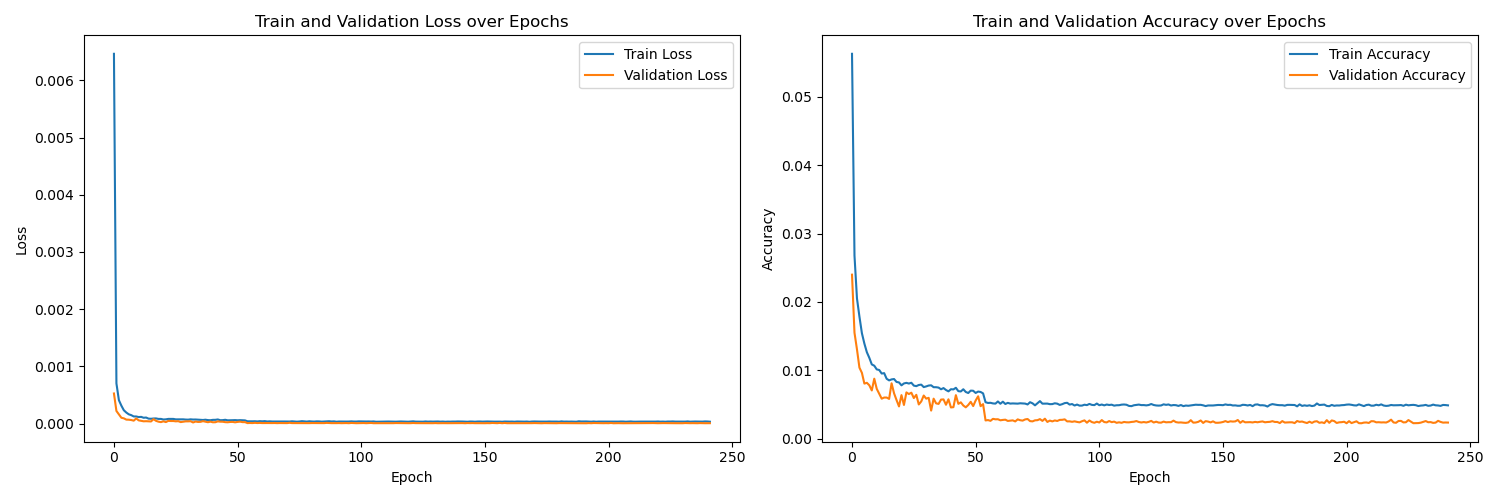 Train and Validation Loss over Epochs
Train Loss
Validation Loss
0.006
0.005
0.004
0.003
0.002
0.001
0.000
Loss
0
50
100
150
200
250
Epoch
Train and Validation Accuracy over Epochs
Train Accuracy
Validation Accuracy
0.05
0.04
0.03
0.02
0.01
0.00
Accuracy
0
50
100
150
200
250
Epoch